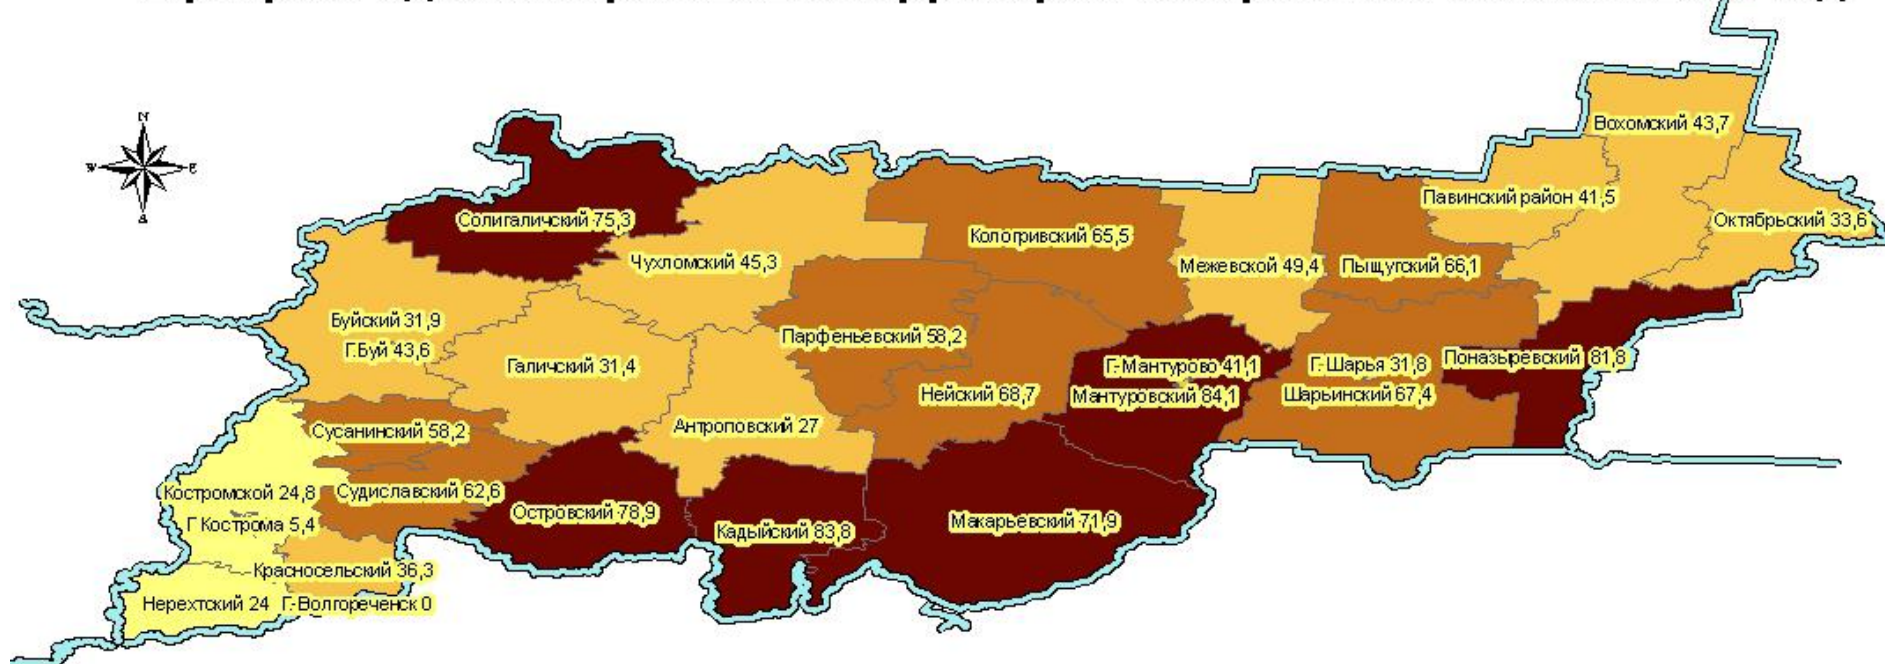 N
W
E
Вохомский 43,7
Павинский район 41,5
Октябрьский 33,6
Солигаличский 75,3
Кологривский 65,5
Чухломский 45,3
Межевской 49,4
Пыщугский 66,1
Буйский 31,9
Г.Буй 43,6
Парфеньевский 58,2
Галичский 31,4
Г.-Мантурово 41,1
Г.-Шарья 31,8
Поназыревский 81,8
Нейский 68,7
Мантуровский 84,1
Шарьинский 67,4
Антроповский 27
Сусанинский 58,2
Костромской 24,8
Судиславский 62,6
Г Кострома 5,4
Островский 78,9
Кадыйский 83,8
Макарьевский 71,9
Красносельский 36,3
Нерехтский 24
Г.-Волгореченск 0